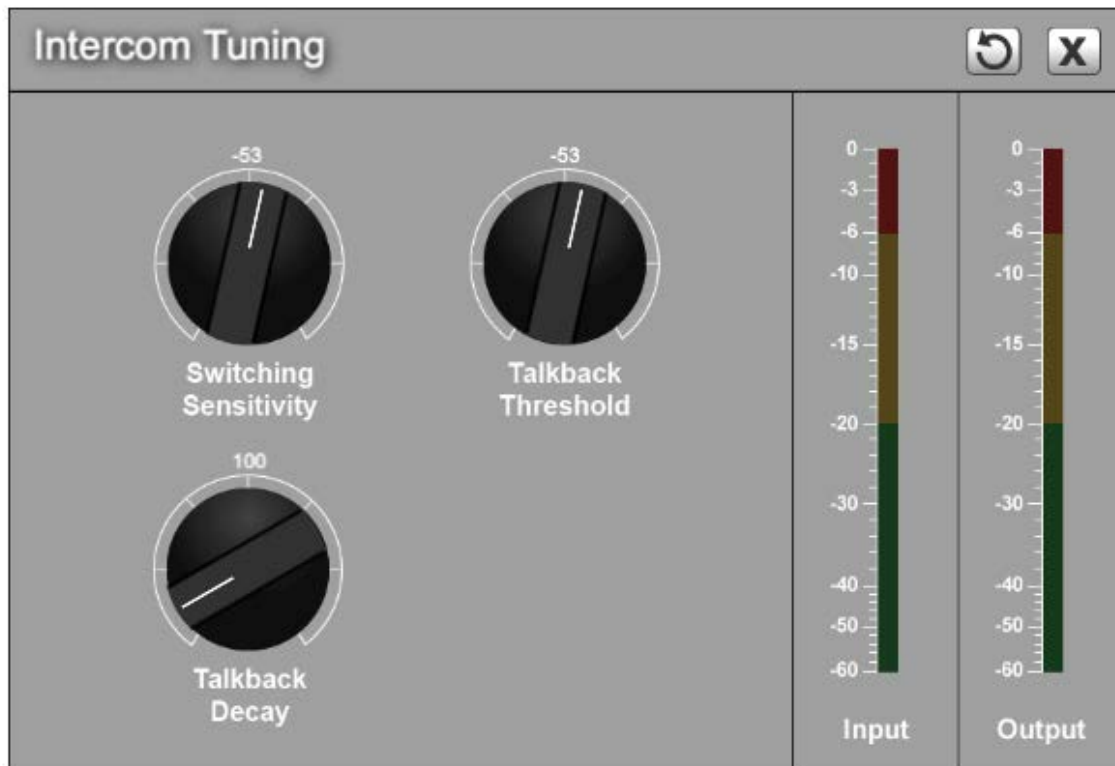 Intercom Tuning
X
-53
Switching
Sensitivity
-53
Talkback
Threshold
100
Talkback
Decay
0
-3
-6
-10
-15
-20
-30
-40
-50
-60
Input
0
-3
-6
-10
-15
-20
-30
-40
-50
-60
Output